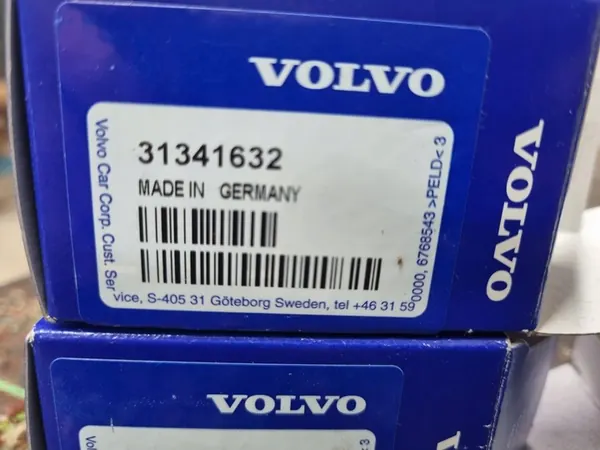 VOLVO
31341632
MADE IN GERMANY
Volvo Car Corp. Cust. Ser
vice, S-405 31 Göteborg Sweden, tel +46 31 59
0000, 6768543 >PELD< 3
VOLVO
VOLVO